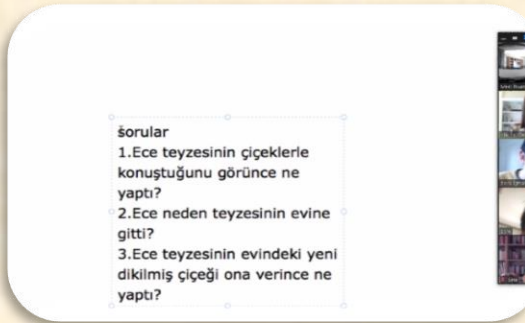 šorular
1.Ece teyzesinin çiçeklerle
konuştuğunu görünce ne
yaptı?
2.Ece neden teyzesinin evine
gitti?
3.Ece teyzesinin evindeki yeni
dikilmiş çiçeği ona verince ne
yaptı?